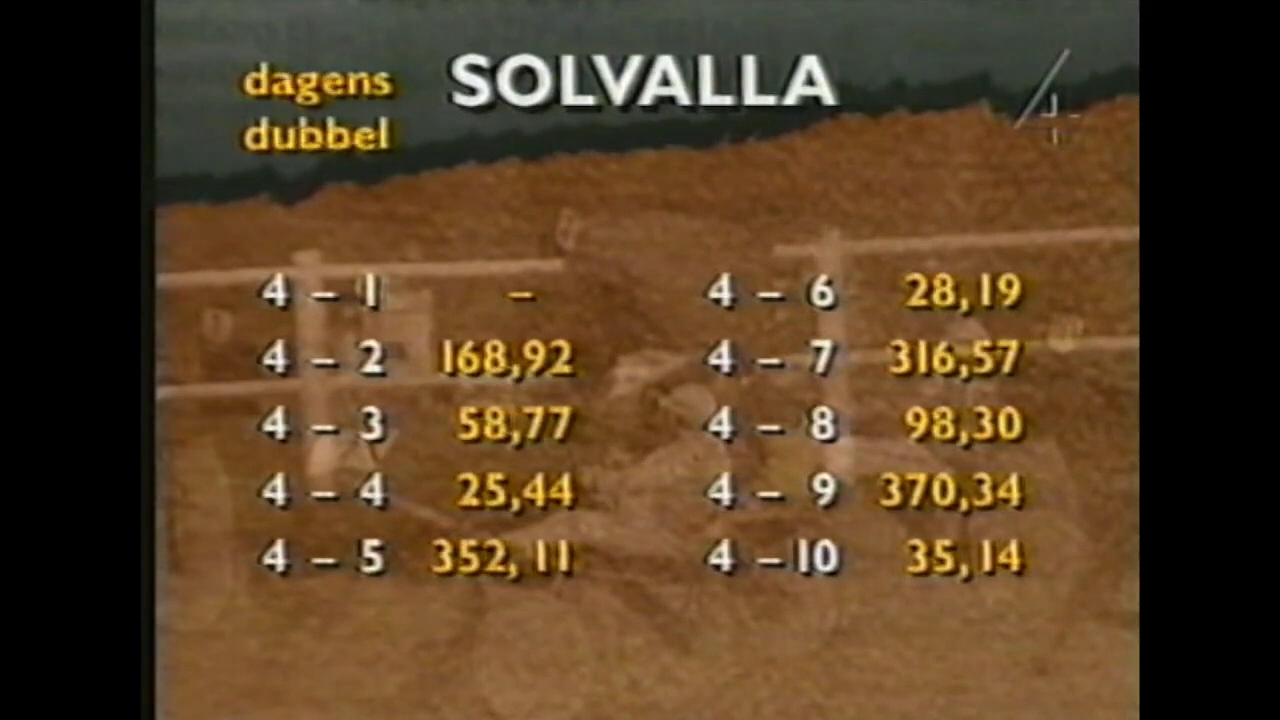 dagens SOLVALLA
dubbel
4
4 – 1 –
4 – 2 168,92
4 – 3 58,77
4 – 4 25,44
4 – 5 352,11
4 – 6 28,19
4 – 7 316,57
4 – 8 98,30
4 – 9 370,34
4 – 10 35,14